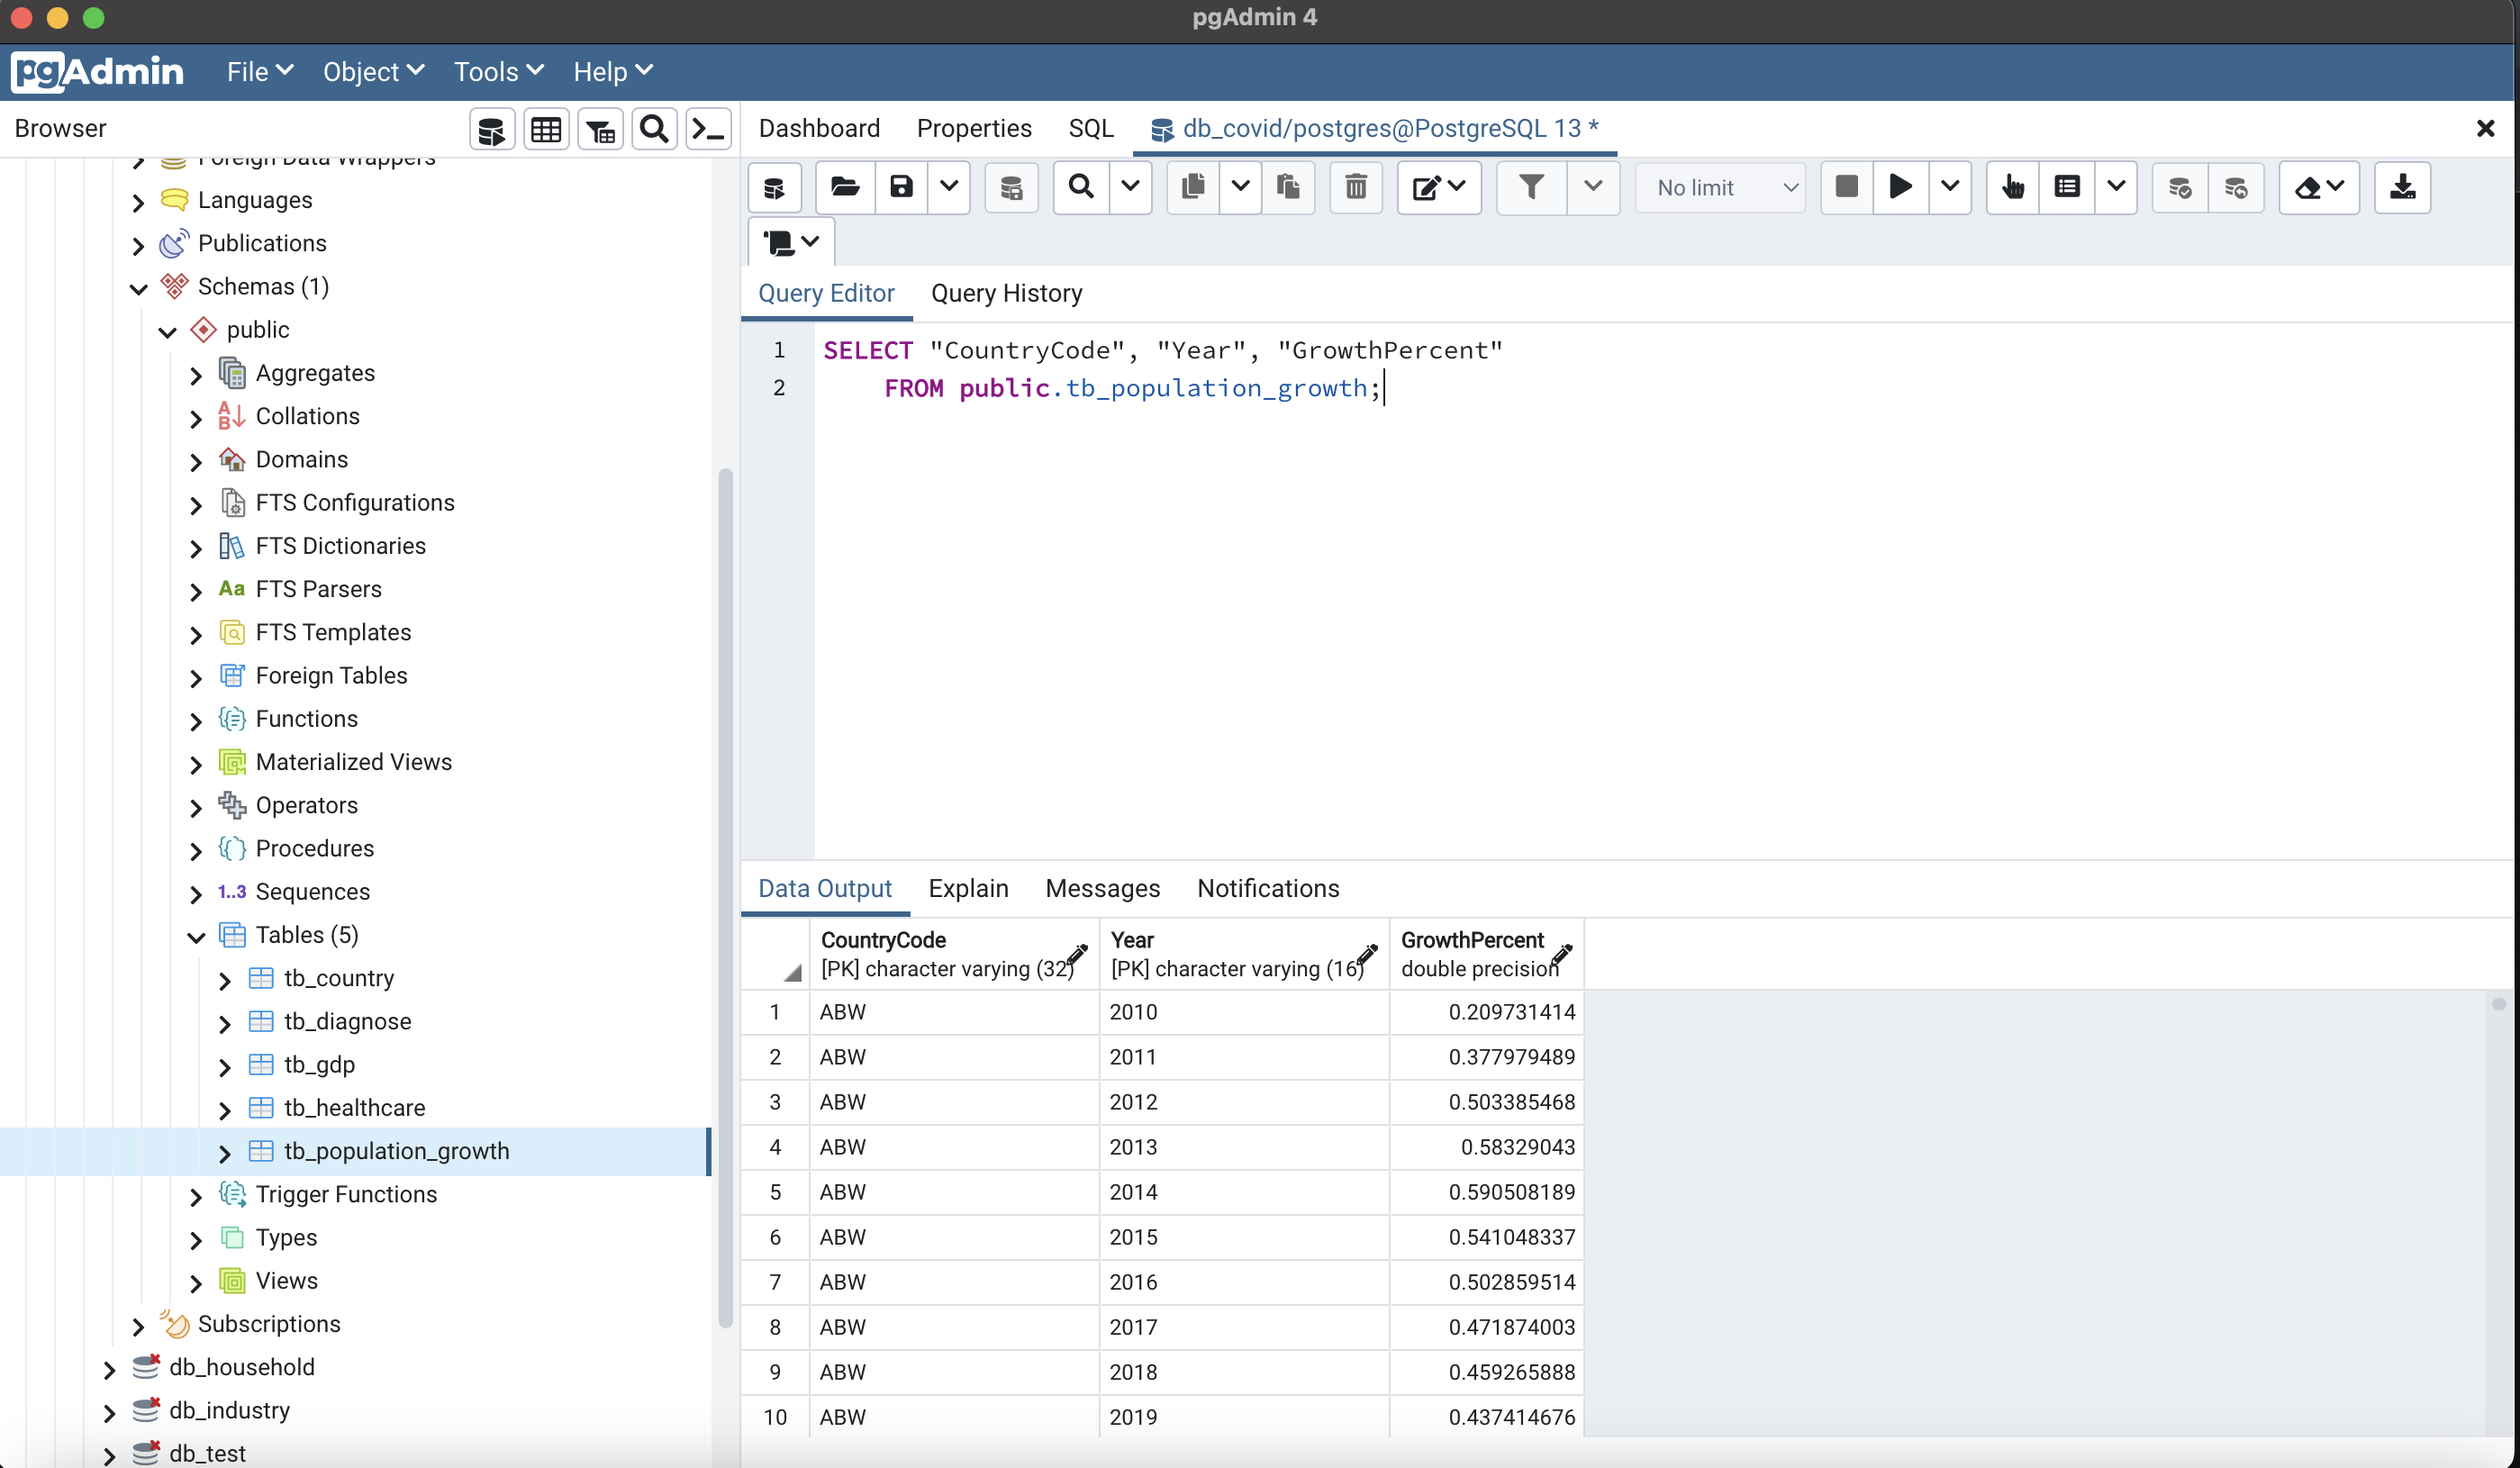 pgAdmin 4
pgAdmin File Object Tools Help
Browser
Dashboard Properties SQL db_covid/postgres@PostgreSQL 13 *
Foreign Data Wrappers
Languages
Publications
Schemas (1)
public
Aggregates
Collations
Domains
FTS Configurations
FTS Dictionaries
Aa FTS Parsers
FTS Templates
Foreign Tables
Functions
Materialized Views
Operators
Procedures
1..3 Sequences
Tables (5)
tb_country
tb_diagnose
tb_gdp
tb_healthcare
tb_population_growth
Trigger Functions
Types
Views
Subscriptions
db_household
db_industry
db_test
No limit
Query Editor Query History
1 SELECT "CountryCode", "Year", "GrowthPercent"
2 FROM public.tb_population_growth;
Data Output Explain Messages Notifications
CountryCode Year GrowthPercent
[PK] character varying (32) [PK] character varying (16) double precision
1 ABW 2010 0.209731414
2 ABW 2011 0.377979489
3 ABW 2012 0.503385468
4 ABW 2013 0.58329043
5 ABW 2014 0.590508189
6 ABW 2015 0.541048337
7 ABW 2016 0.502859514
8 ABW 2017 0.471874003
9 ABW 2018 0.459265888
10 ABW 2019 0.437414676